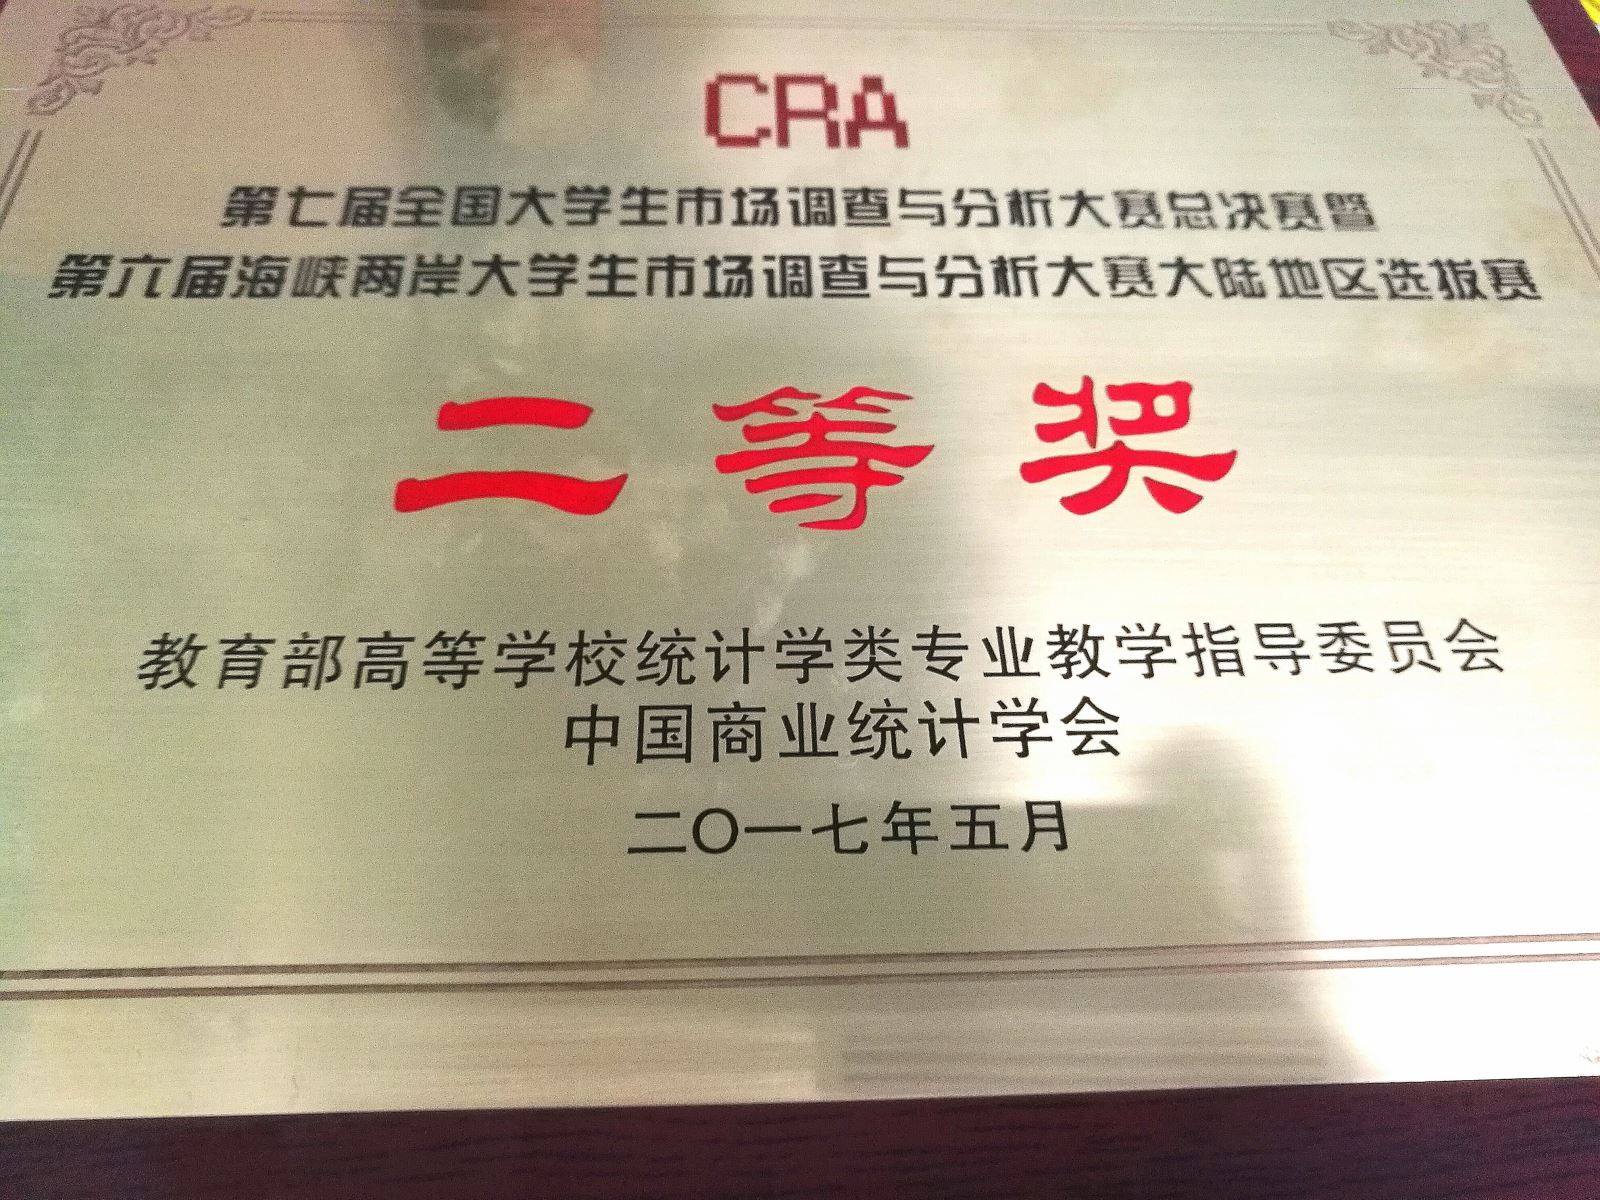 CRA
第七届全国大学生市场调查与分析大赛总决赛暨
第六届海峡两岸大学生市场调查与分析大赛大陆地区选拔赛
二等奖
教育部高等学校统计学类专业教学指导委员会
中国商业统计学会
二〇一七年五月